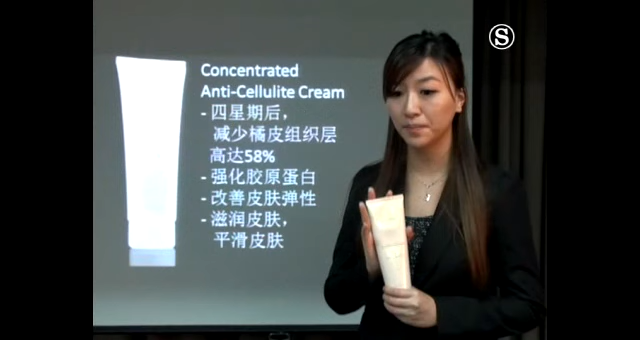 S
Concentrated
Anti-Cellulite Cream
- 四星期后，
减少橘皮组织层
高达58%
- 强化胶原蛋白
- 改善皮肤弹性
- 滋润皮肤，
平滑皮肤